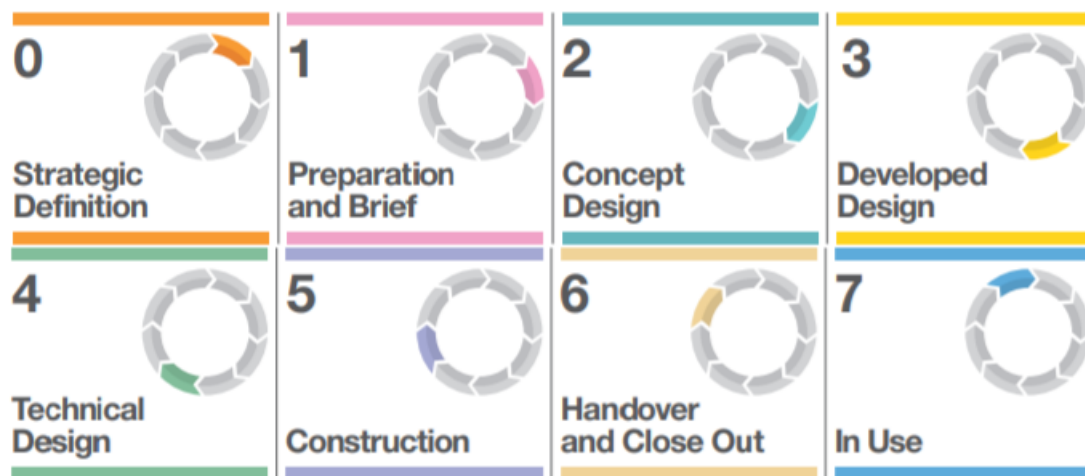 0
Strategic
Definition
1
Preparation
and Brief
2
Concept
Design
3
Developed
Design
4
Technical
Design
5
Construction
6
Handover
and Close Out
7
In Use